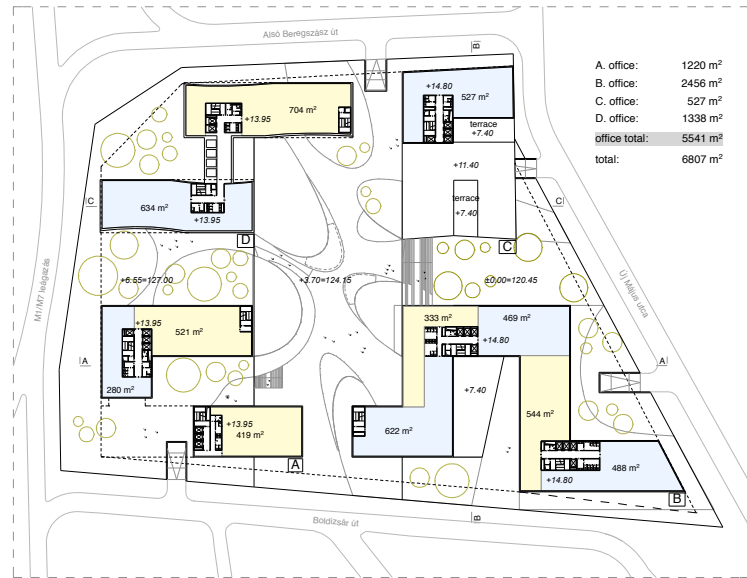 Alsó Beregszász út
B
A. office: 1220 m²
B. office: 2456 m²
C. office: 527 m²
D. office: 1338 m²
office total: 5541 m²
total: 6807 m²
+14.80
527 m²
704 m²
+13.95
terrace
+7.40
+11.40
terrace
+7.40
C
C
634 m²
+13.95
D
C
M1/M7 leágazás
+6.55=127.00
+3.70=124.15
±0.00=120.45
Új Május utca
+13.95
521 m²
333 m²
469 m²
+14.80
A
A
280 m²
+7.40
544 m²
+13.95
419 m²
622 m²
A
488 m²
+14.80
B
Boldizsár út
B